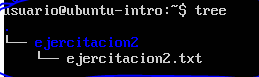 usuario@ubuntu-intro:~$ tree
.
└── ejercitacion2
    └── ejercitacion2.txt